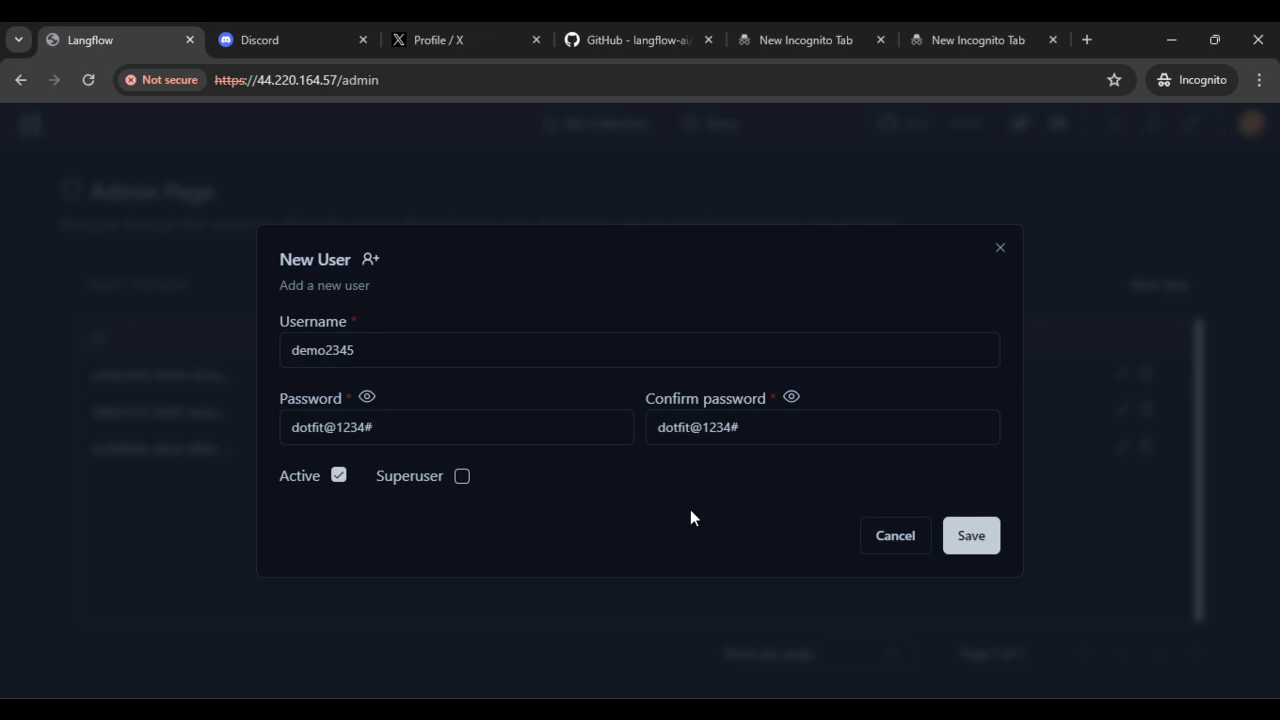 Langflow
Discord
Profile / X
GitHub - langflow-ai/
New Incognito Tab
New Incognito Tab
Not secure
https://44.220.164.57/admin
Incognito
Admin Page
New User
Add a new user
Username *
demo2345
Password *
Confirm password *
dotfit@1234#
dotfit@1234#
Active
Superuser
Cancel
Save